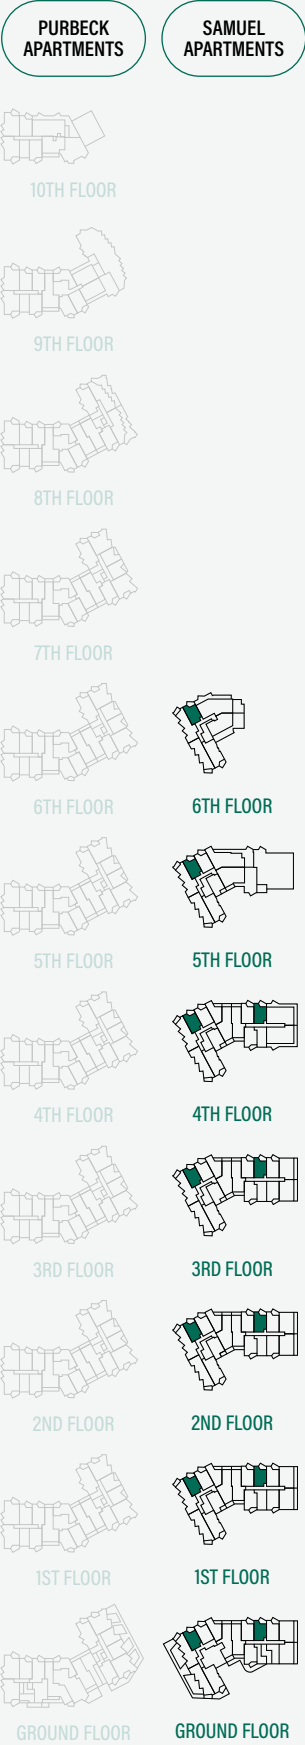 PURBECK
APARTMENTS
SAMUEL
APARTMENTS
10TH FLOOR
9TH FLOOR
8TH FLOOR
7TH FLOOR
6TH FLOOR
6TH FLOOR
5TH FLOOR
5TH FLOOR
4TH FLOOR
4TH FLOOR
3RD FLOOR
3RD FLOOR
2ND FLOOR
2ND FLOOR
1ST FLOOR
1ST FLOOR
GROUND FLOOR
GROUND FLOOR